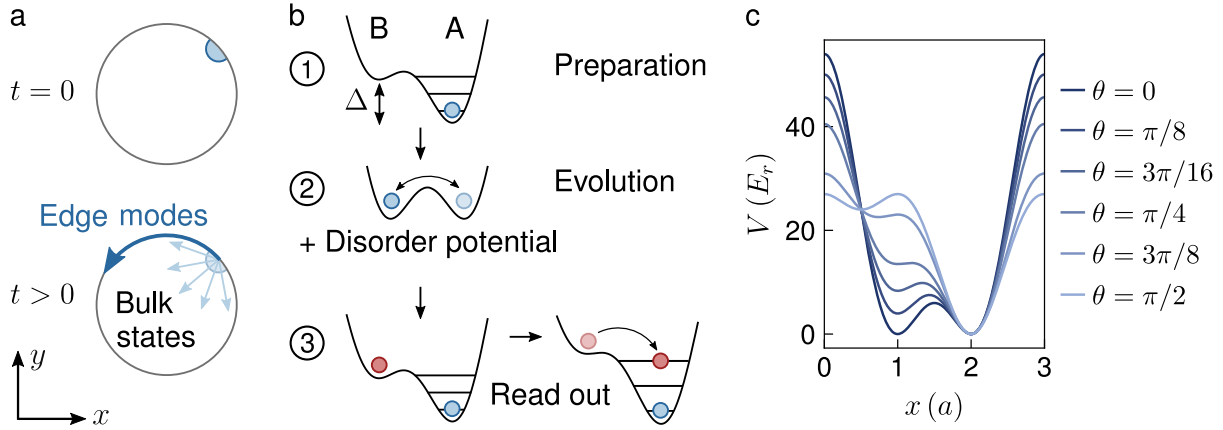 a
t = 0
Edge modes
t > 0
Bulk
states
y
x
b
B
A
1
Preparation
Δ
2
Evolution
+ Disorder potential
3
Read out
c
V (E_r)
40
20
0
0
1
2
3
x (a)
θ = 0
θ = π/8
θ = 3π/16
θ = π/4
θ = 3π/8
θ = π/2